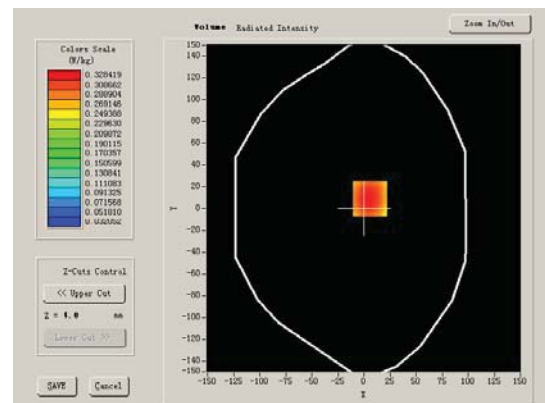 Volume Radiated Intensity
Zoom In/Out
Colors Scale
(W/kg)
0.328419
0.308662
0.288904
0.269146
0.249388
0.229630
0.209872
0.190115
0.170357
0.150599
0.130841
0.111083
0.091325
0.071568
0.051810
0.032052
150
140
120
100
80
60
40
20
0
-20
-40
-60
-80
-100
-120
-140
-150
Y
-150 -125 -100 -75 -50 -25 0 25 50 75 100 125 150
X
Z-Cuts Control
<< Upper Cut
Z = 4.0 mm
Lower Cut >>
SAVE
Cancel